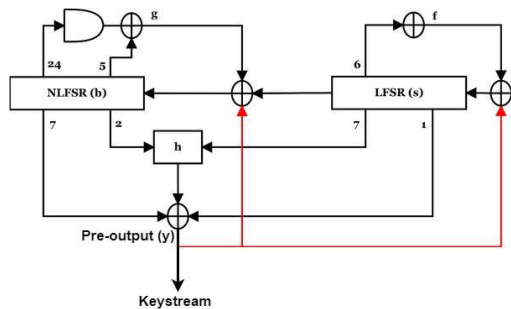 g
f
24
5
6
NLFSR (b)
LFSR (s)
7
2
7
1
h
Pre-output (y)
Keystream